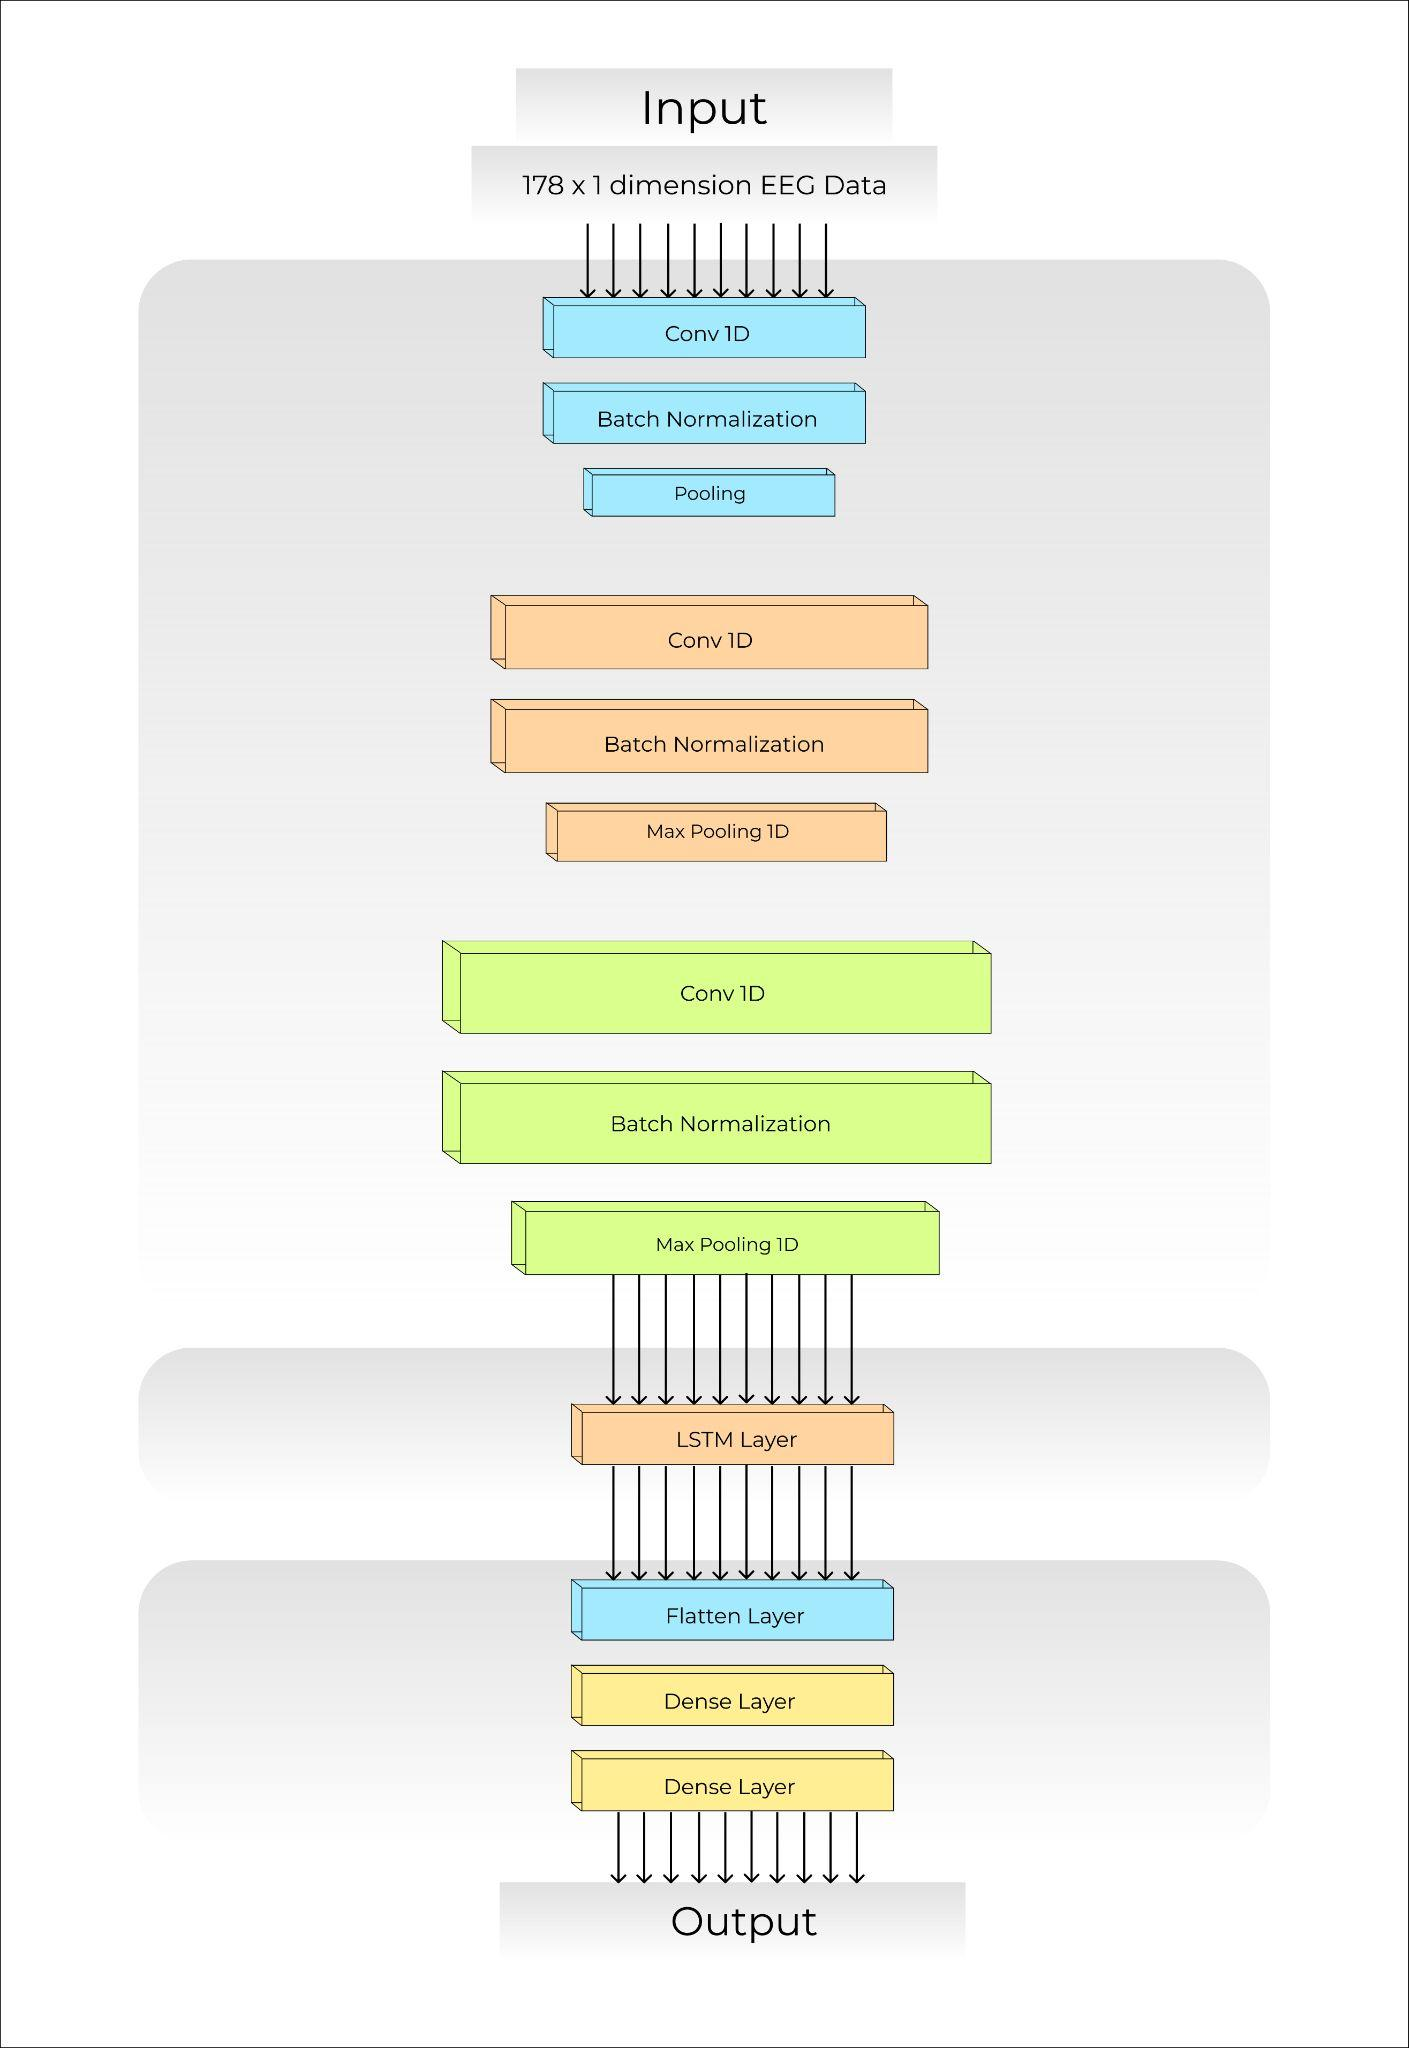 Input
178 x 1 dimension EEG Data
Conv 1D
Batch Normalization
Pooling
Conv 1D
Batch Normalization
Max Pooling 1D
Conv 1D
Batch Normalization
Max Pooling 1D
LSTM Layer
Flatten Layer
Dense Layer
Dense Layer
Output